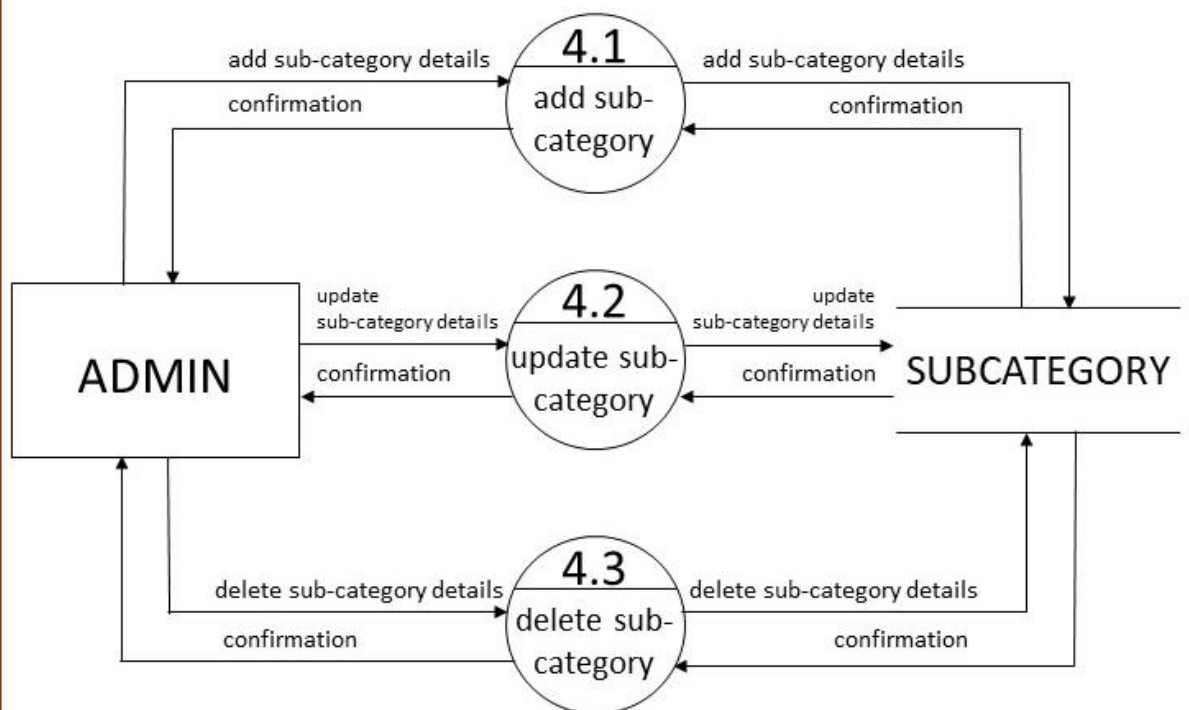 4.1
add sub-category details
add sub-category details
add sub-
confirmation
confirmation
category
4.2
update
sub-category details
update
sub-category details
update sub-
category
ADMIN
confirmation
confirmation
SUBCATEGORY
4.3
delete sub-category details
delete sub-category details
delete sub-
category
confirmation
confirmation